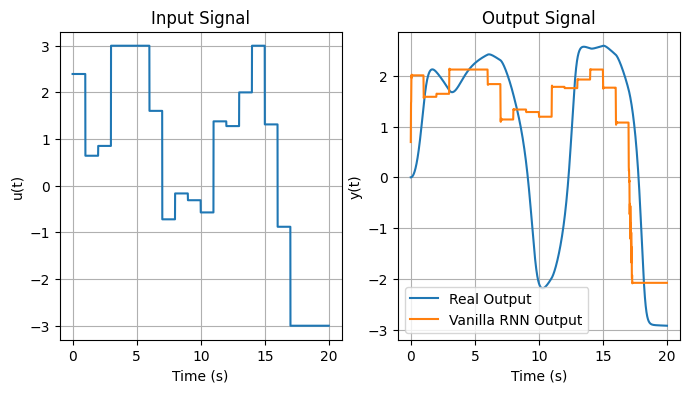 Input Signal
3
2
1
0
−1
−2
−3
u(t)
0
5
10
15
20
Time (s)
Output Signal
2
1
0
−1
−2
−3
y(t)
Real Output
Vanilla RNN Output
0
5
10
15
20
Time (s)